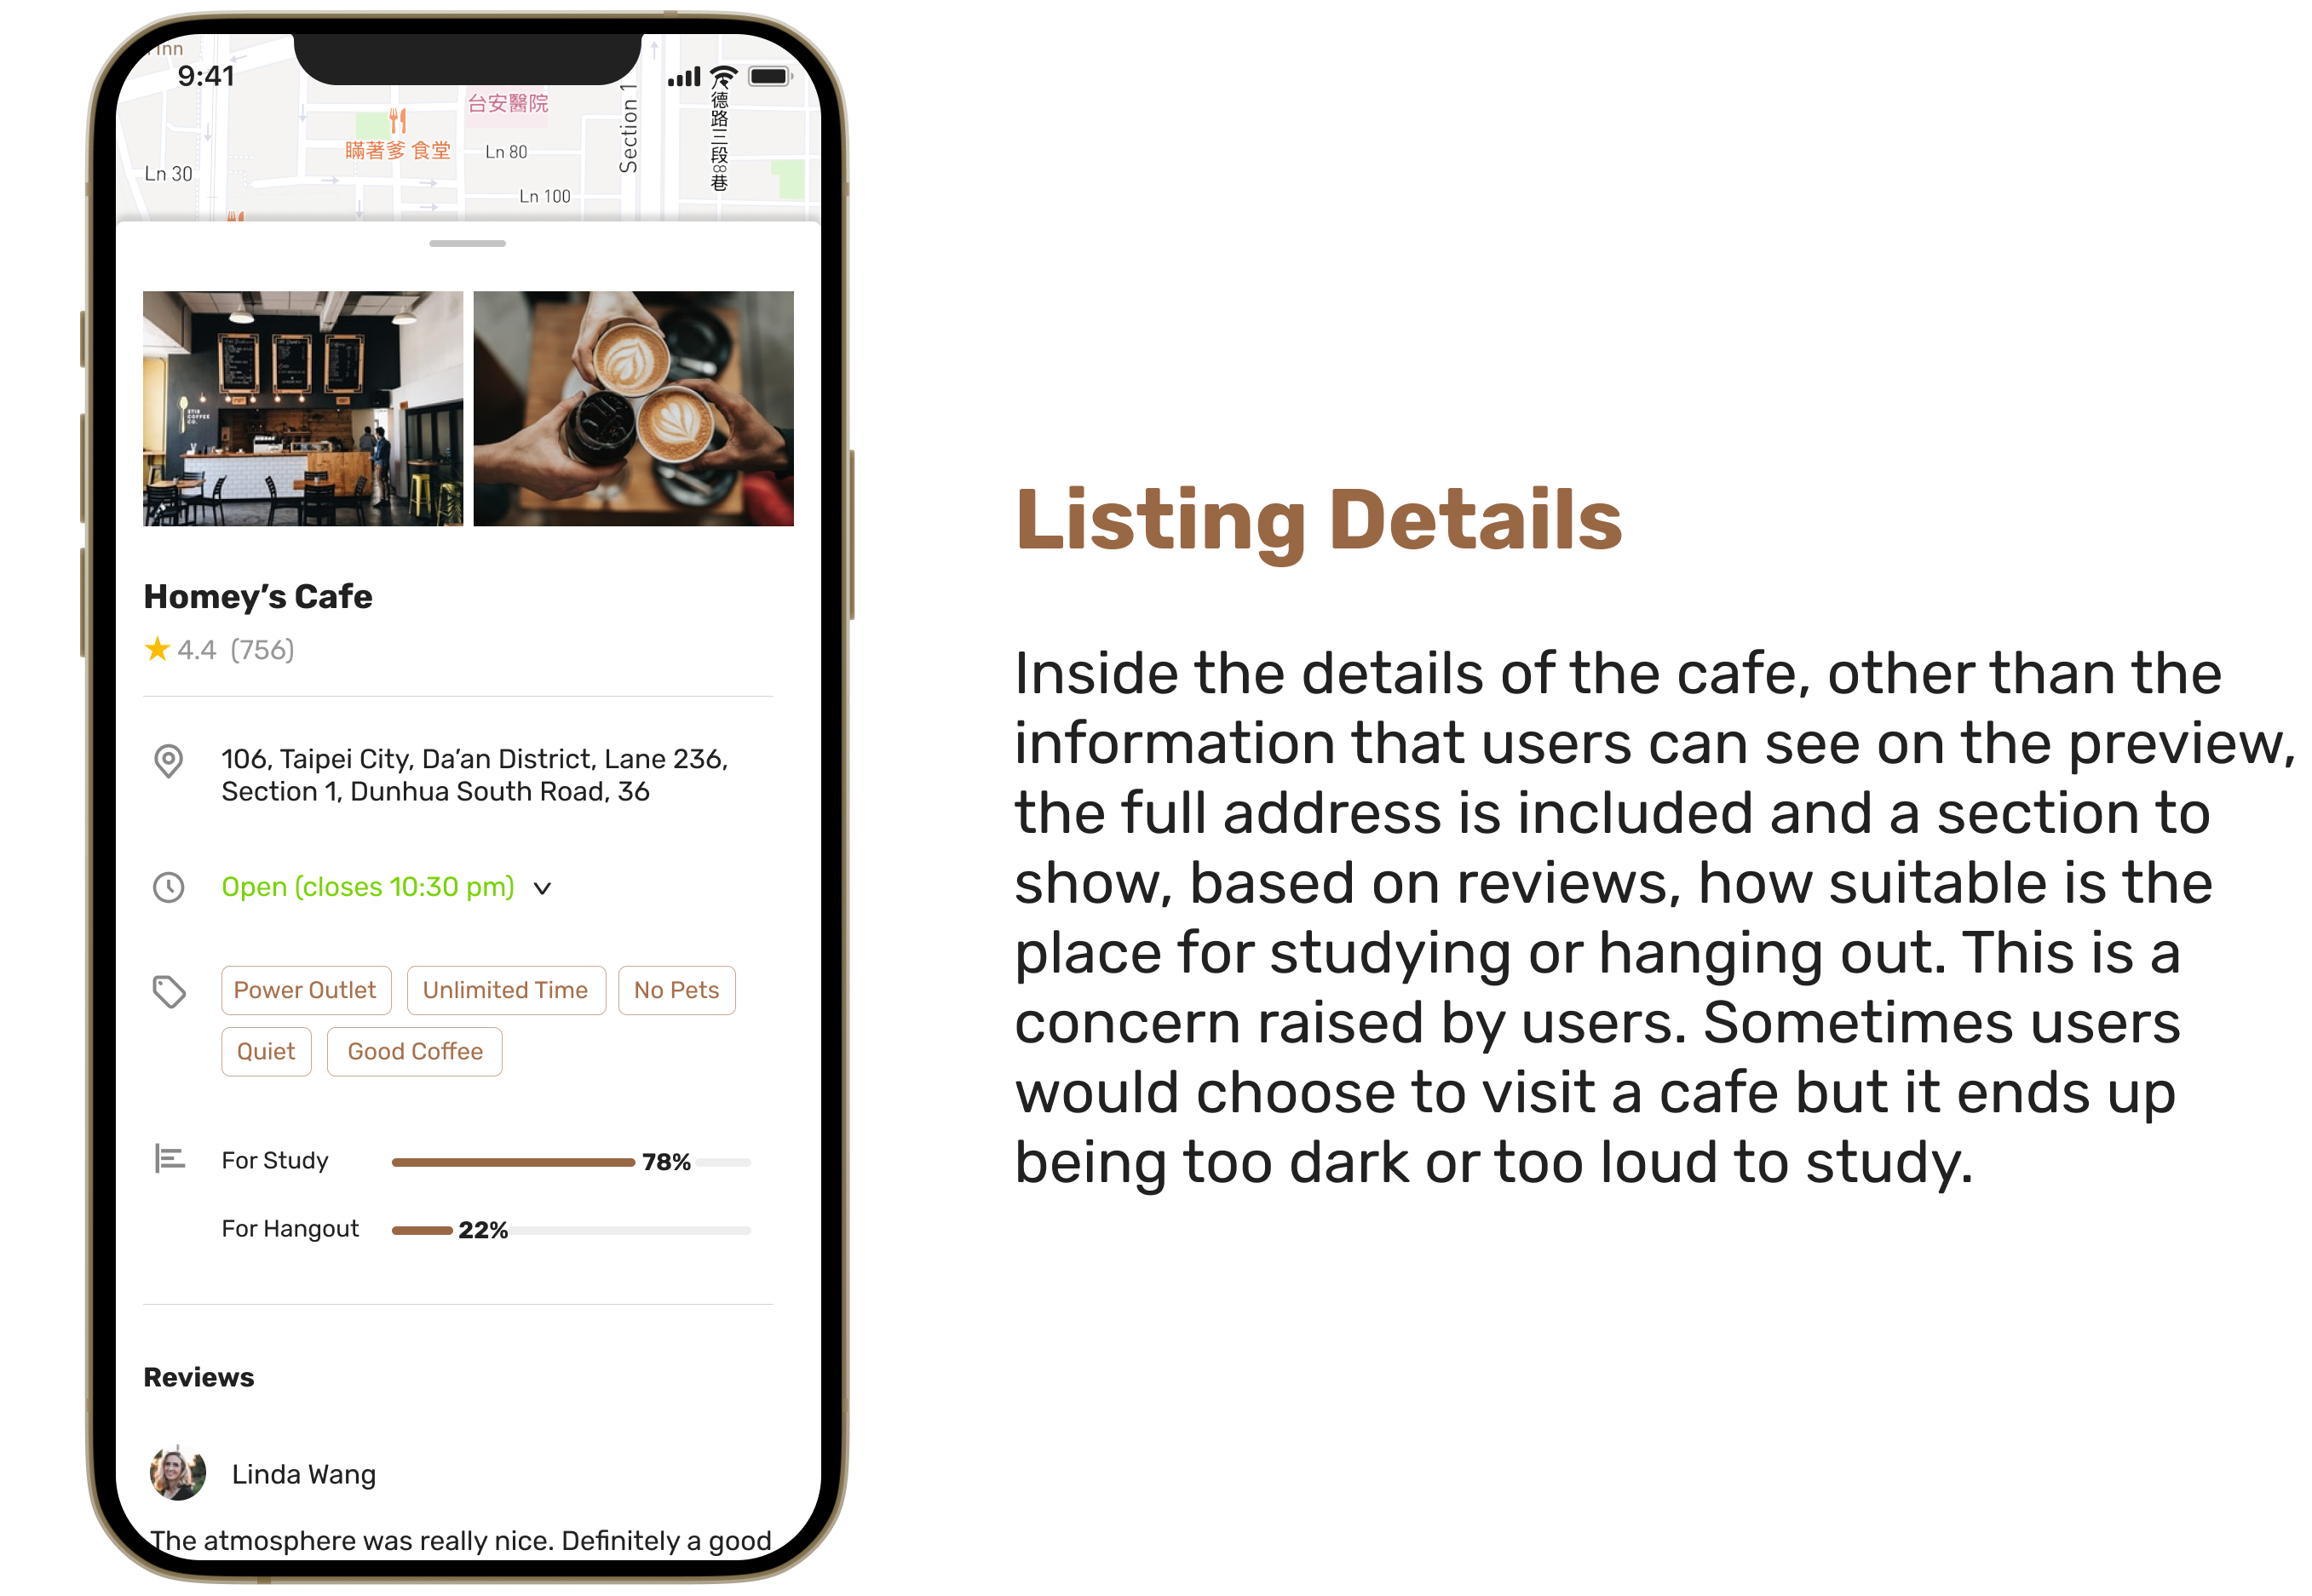 Inn
9:41
台安醫院
瞞著爹 食堂
Ln 80
Ln 30
Ln 100
Section 1
八德路三段8巷
STIR
COFFEE
CO.
Homey’s Cafe
4.4 (756)
106, Taipei City, Da’an District, Lane 236,
Section 1, Dunhua South Road, 36
Open (closes 10:30 pm)
Power Outlet
Unlimited Time
No Pets
Quiet
Good Coffee
For Study
78%
For Hangout
22%
Reviews
Linda Wang
The atmosphere was really nice. Definitely a good
Listing Details
Inside the details of the cafe, other than the
information that users can see on the preview,
the full address is included and a section to
show, based on reviews, how suitable is the
place for studying or hanging out. This is a
concern raised by users. Sometimes users
would choose to visit a cafe but it ends up
being too dark or too loud to study.